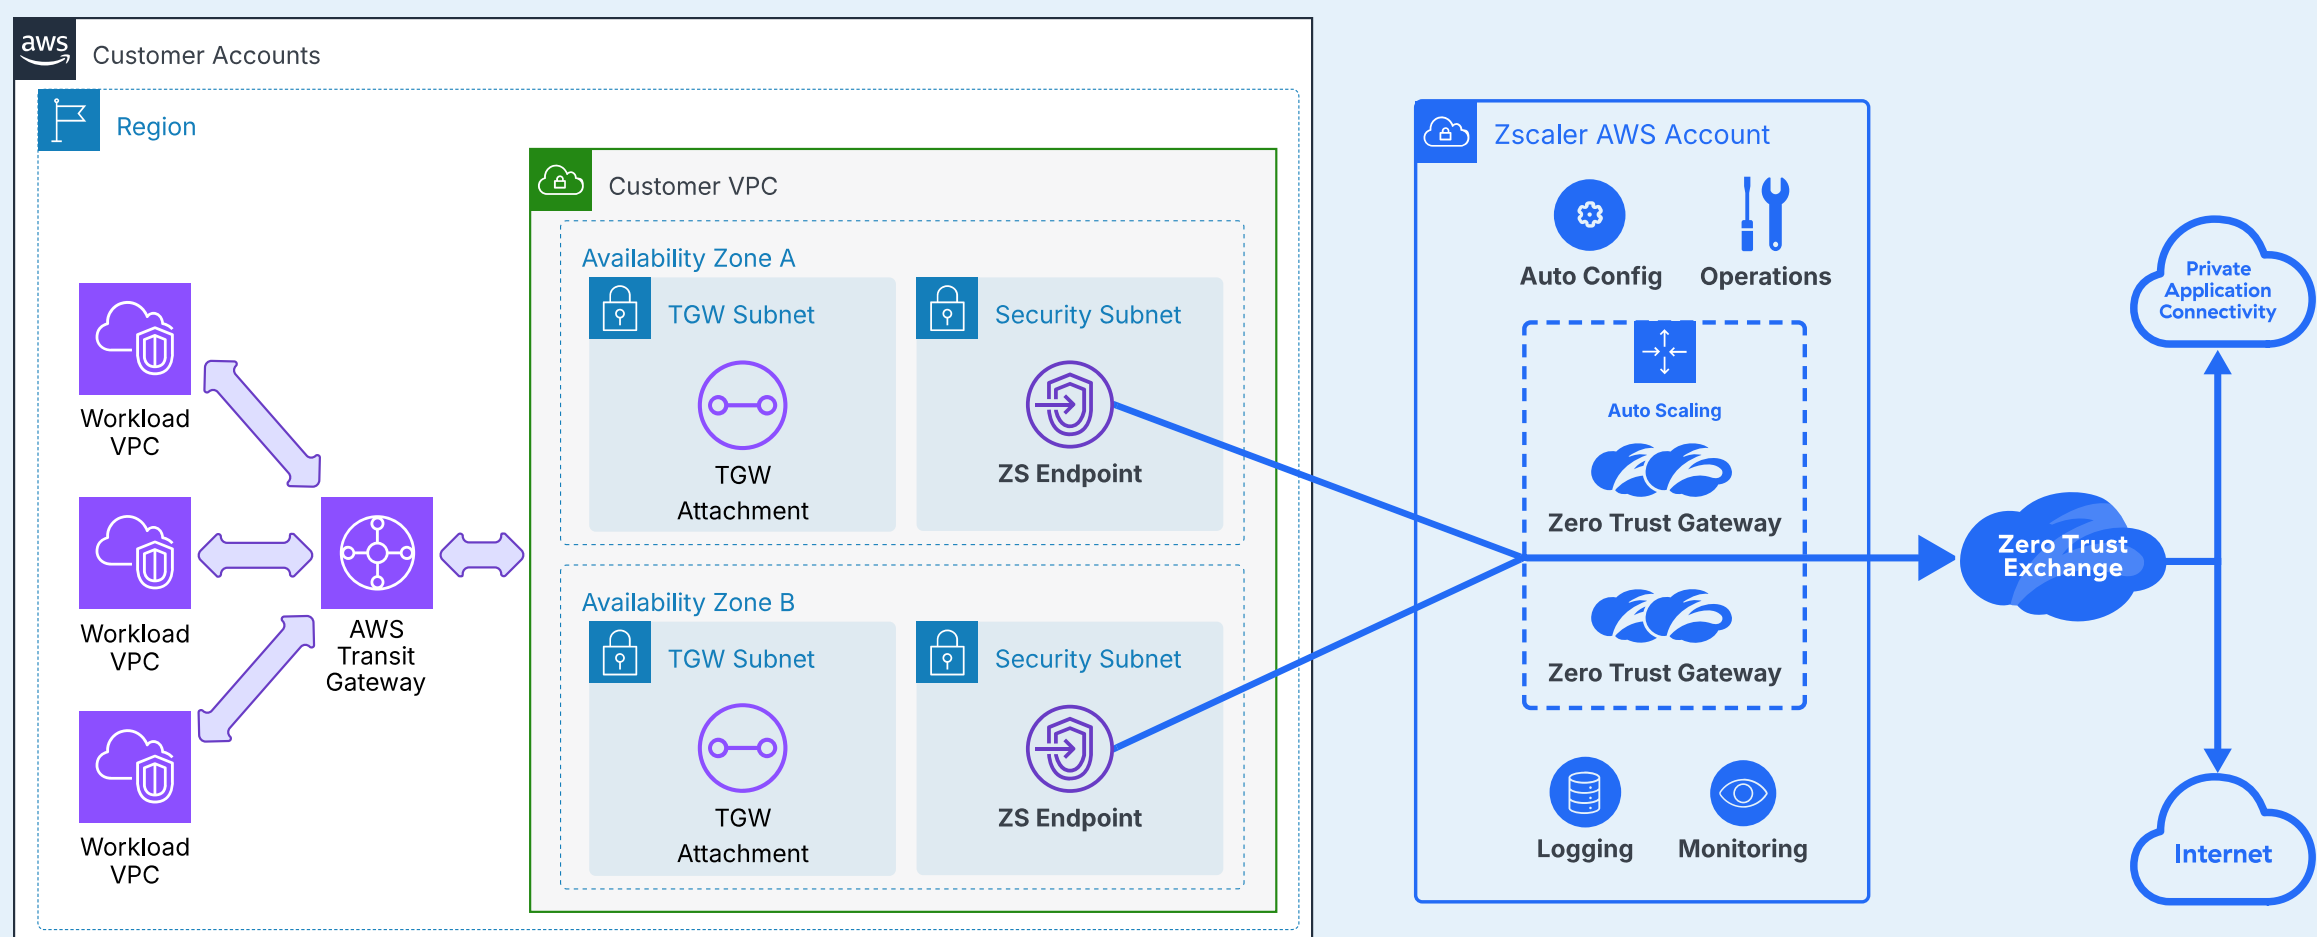 aws
Customer Accounts
Region
Workload
VPC
Workload
VPC
Workload
VPC
AWS
Transit
Gateway
Customer VPC
Availability Zone A
TGW Subnet
TGW
Attachment
Security Subnet
ZS Endpoint
Availability Zone B
TGW Subnet
TGW
Attachment
Security Subnet
ZS Endpoint
Zscaler AWS Account
Auto Config
Operations
Auto Scaling
Zero Trust Gateway
Zero Trust Gateway
Logging
Monitoring
Zero Trust
Exchange
Private
Application
Connectivity
Internet